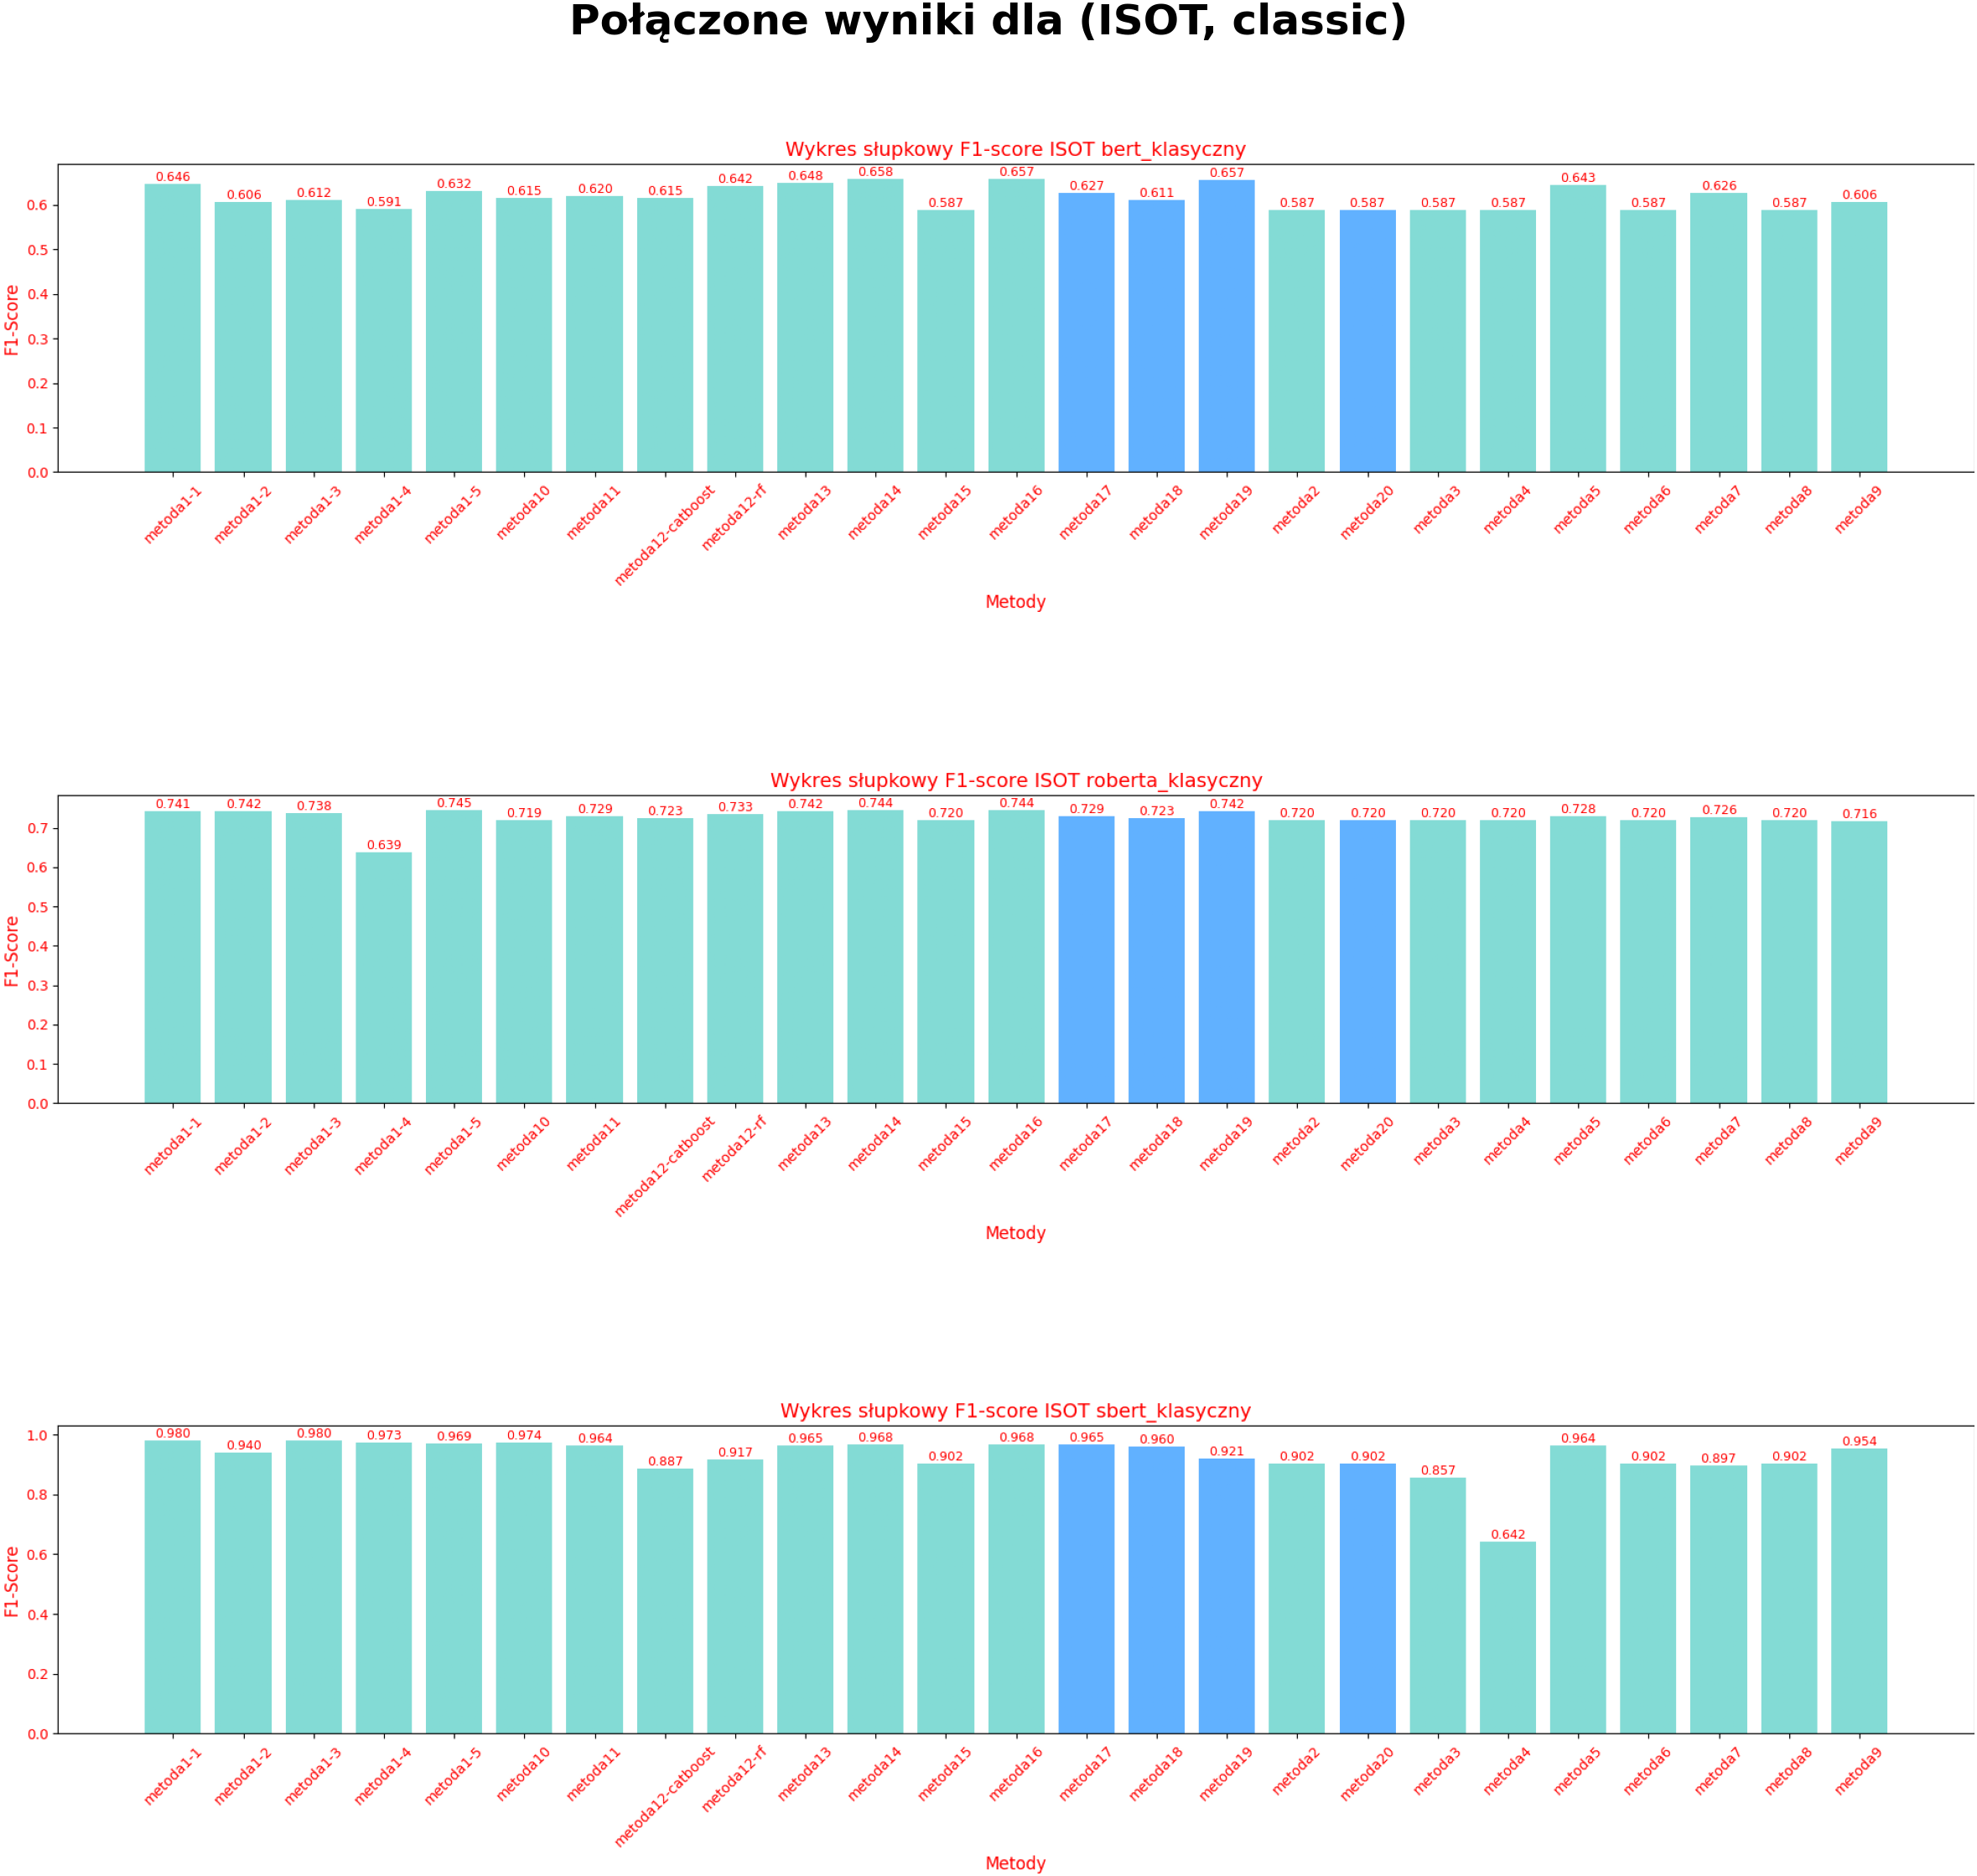 Połączone wyniki dla (ISOT, classic)
Wykres słupkowy F1-score ISOT bert_klasyczny
0.646 0.606 0.612 0.591 0.632 0.615 0.620 0.615 0.642 0.648 0.658 0.587 0.657 0.627 0.611 0.657 0.587 0.587 0.587 0.587 0.643 0.587 0.626 0.587 0.606
0.6
0.5
0.4
0.3
0.2
0.1
0.0
F1-Score
metoda1-1 metoda1-2 metoda1-3 metoda1-4 metoda1-5 metoda10 metoda11 metoda12-catboost metoda12-rf metoda13 metoda14 metoda15 metoda16 metoda17 metoda18 metoda19 metoda2 metoda20 metoda3 metoda4 metoda5 metoda6 metoda7 metoda8 metoda9
Metody
Wykres słupkowy F1-score ISOT roberta_klasyczny
0.741 0.742 0.738 0.639 0.745 0.719 0.729 0.723 0.733 0.742 0.744 0.720 0.744 0.729 0.723 0.742 0.720 0.720 0.720 0.720 0.728 0.720 0.726 0.720 0.716
0.7
0.6
0.5
0.4
0.3
0.2
0.1
0.0
F1-Score
metoda1-1 metoda1-2 metoda1-3 metoda1-4 metoda1-5 metoda10 metoda11 metoda12-catboost metoda12-rf metoda13 metoda14 metoda15 metoda16 metoda17 metoda18 metoda19 metoda2 metoda20 metoda3 metoda4 metoda5 metoda6 metoda7 metoda8 metoda9
Metody
Wykres słupkowy F1-score ISOT sbert_klasyczny
0.980 0.940 0.980 0.973 0.969 0.974 0.964 0.887 0.917 0.965 0.968 0.902 0.968 0.965 0.960 0.921 0.902 0.902 0.857 0.642 0.964 0.902 0.897 0.902 0.954
1.0
0.8
0.6
0.4
0.2
0.0
F1-Score
metoda1-1 metoda1-2 metoda1-3 metoda1-4 metoda1-5 metoda10 metoda11 metoda12-catboost metoda12-rf metoda13 metoda14 metoda15 metoda16 metoda17 metoda18 metoda19 metoda2 metoda20 metoda3 metoda4 metoda5 metoda6 metoda7 metoda8 metoda9
Metody